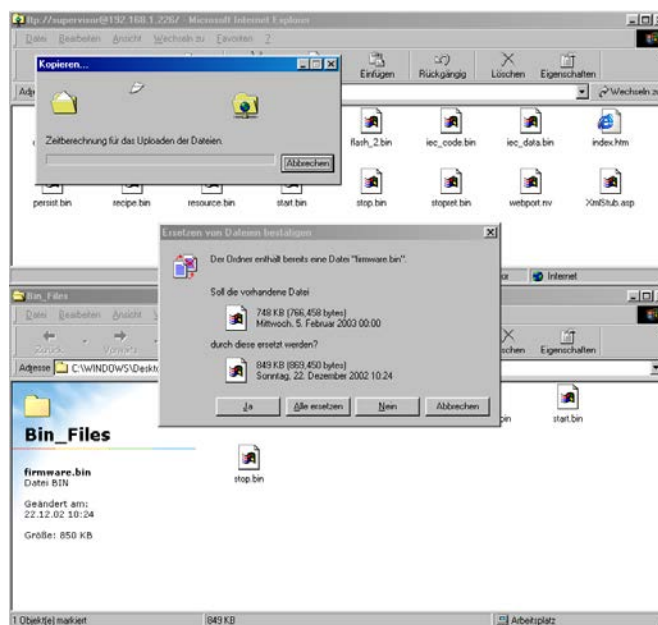 ftp://supervisor@192.168.1.226/ - Microsoft Internet Explorer
Datei Bearbeiten Ansicht Wechseln zu Favoriten ?
Kopieren...
Einfügen Rückgängig Löschen Eigenschaften
Wechseln zu
Zeitberechnung für das Uploaden der Dateien.
Abbrechen
flash_2.bin iec_code.bin iec_data.bin index.htm
persist.bin recipe.bin resource.bin start.bin stop.bin stopret.bin webport.nv XmlStub.asp
Ersetzen von Dateien bestätigen
Der Ordner enthält bereits eine Datei "firmware.bin".
Soll die vorhandene Datei
748 KB (766,458 bytes)
Mittwoch, 5. Februar 2003 00:00
durch diese ersetzt werden?
849 KB (869,450 bytes)
Sonntag, 22. Dezember 2002 10:24
Ja Alle ersetzen Nein Abbrechen
Internet
Bin_Files
Datei Bearbeiten Ansicht
Zurück Vorwärts
Eigenschaften
Adresse C:\WINDOWS\Deskto
start.bin
Bin_Files
stop.bin
firmware.bin
Datei BIN
Geändert am:
22.12.02 10:24
Größe: 850 KB
1 Objekt(e) markiert 849 KB Arbeitsplatz